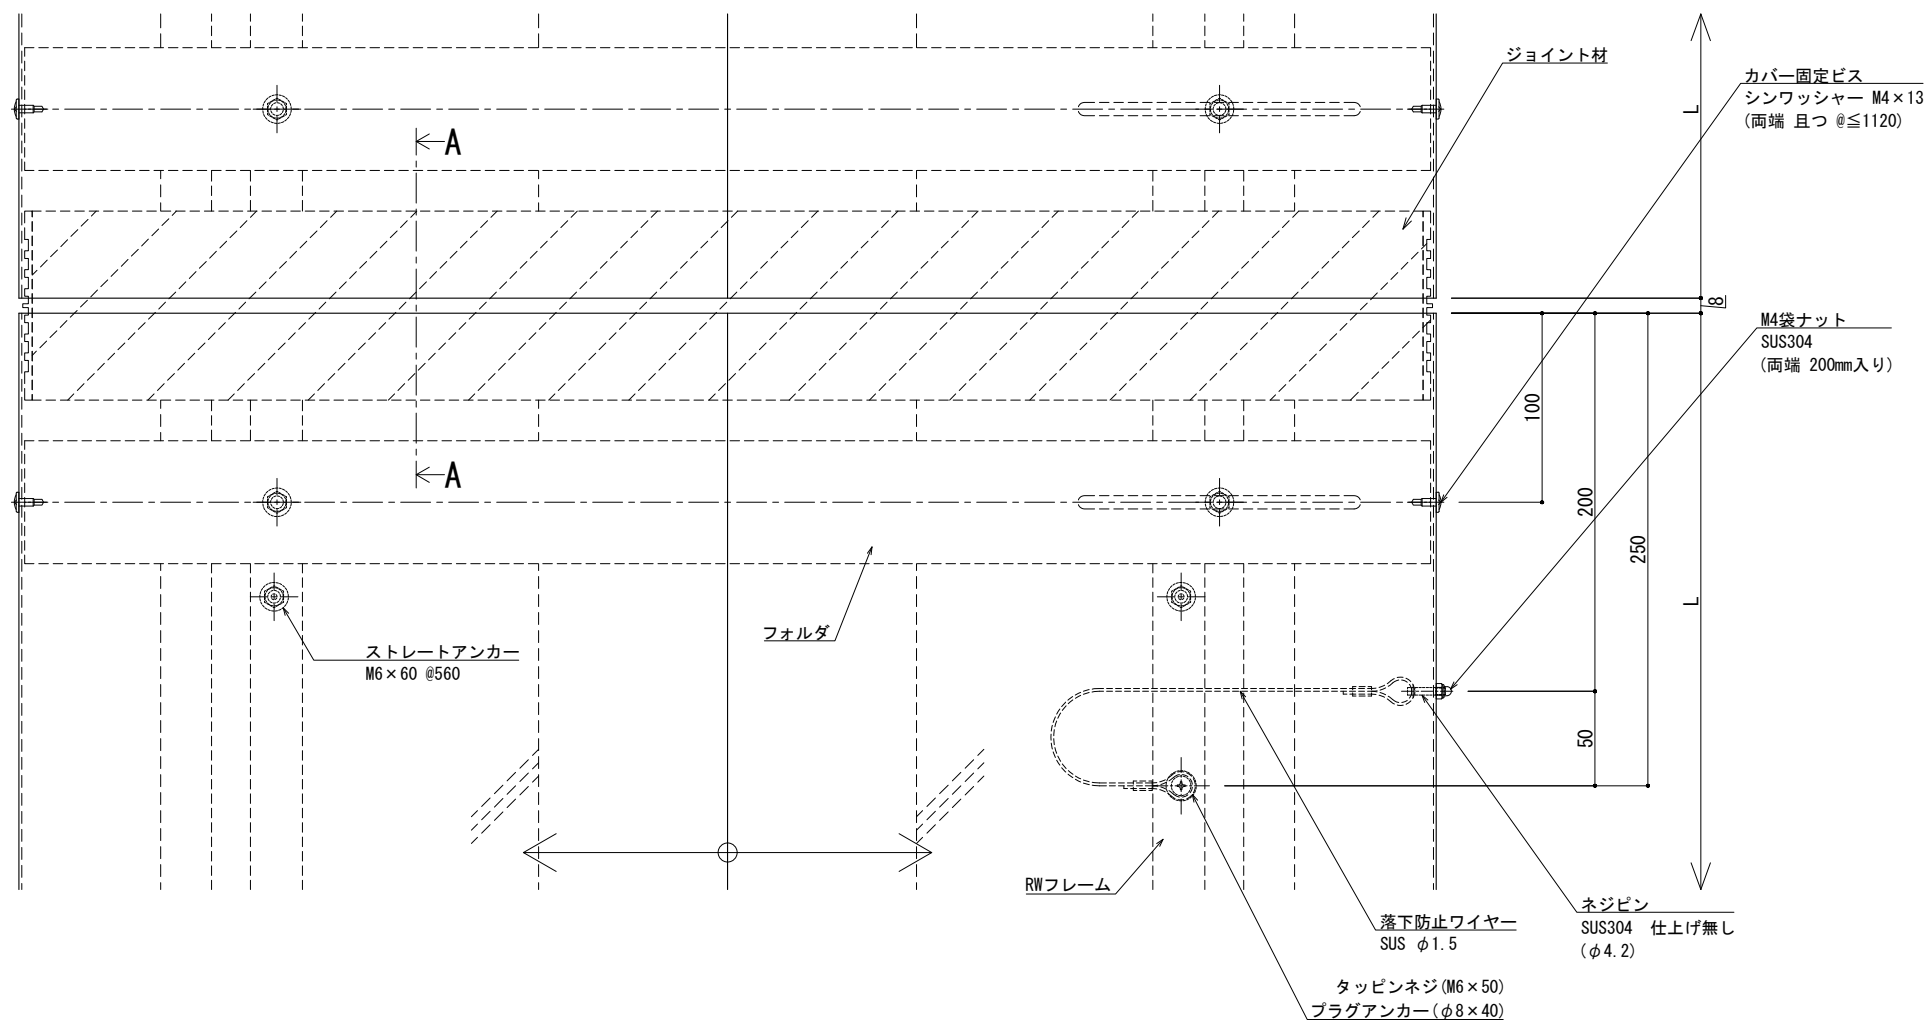 ジョイント材
カバー固定ビス
シンワッシャー M4×13
(両端 且つ @≦1120)
L
A
8
M4袋ナット
SUS304
(両端 200mm入り)
100
A
200
250
L
フォルダ
ストレートアンカー
M6×60 @560
50
RWフレーム
ネジピン
SUS304 仕上げ無し
(φ4.2)
落下防止ワイヤー
SUS φ1.5
タッピンネジ(M6×50)
プラグアンカー(φ8×40)